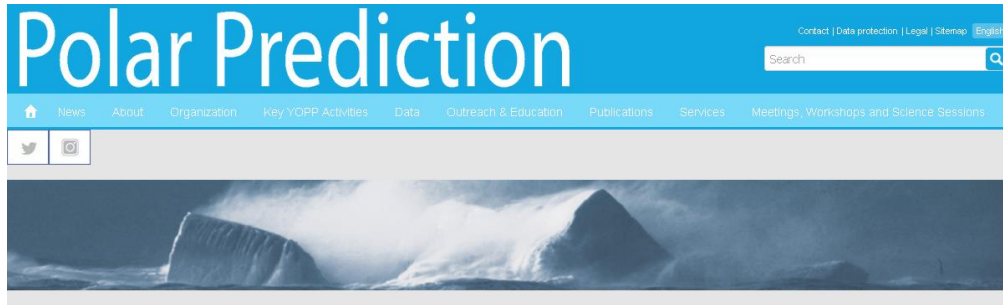 Polar Prediction
Contact | Data protection | Legal | Sitemap English
Search
News About Organization Key YOPP Activities Data Outreach & Education Publications Services Meetings, Workshops and Science Sessions